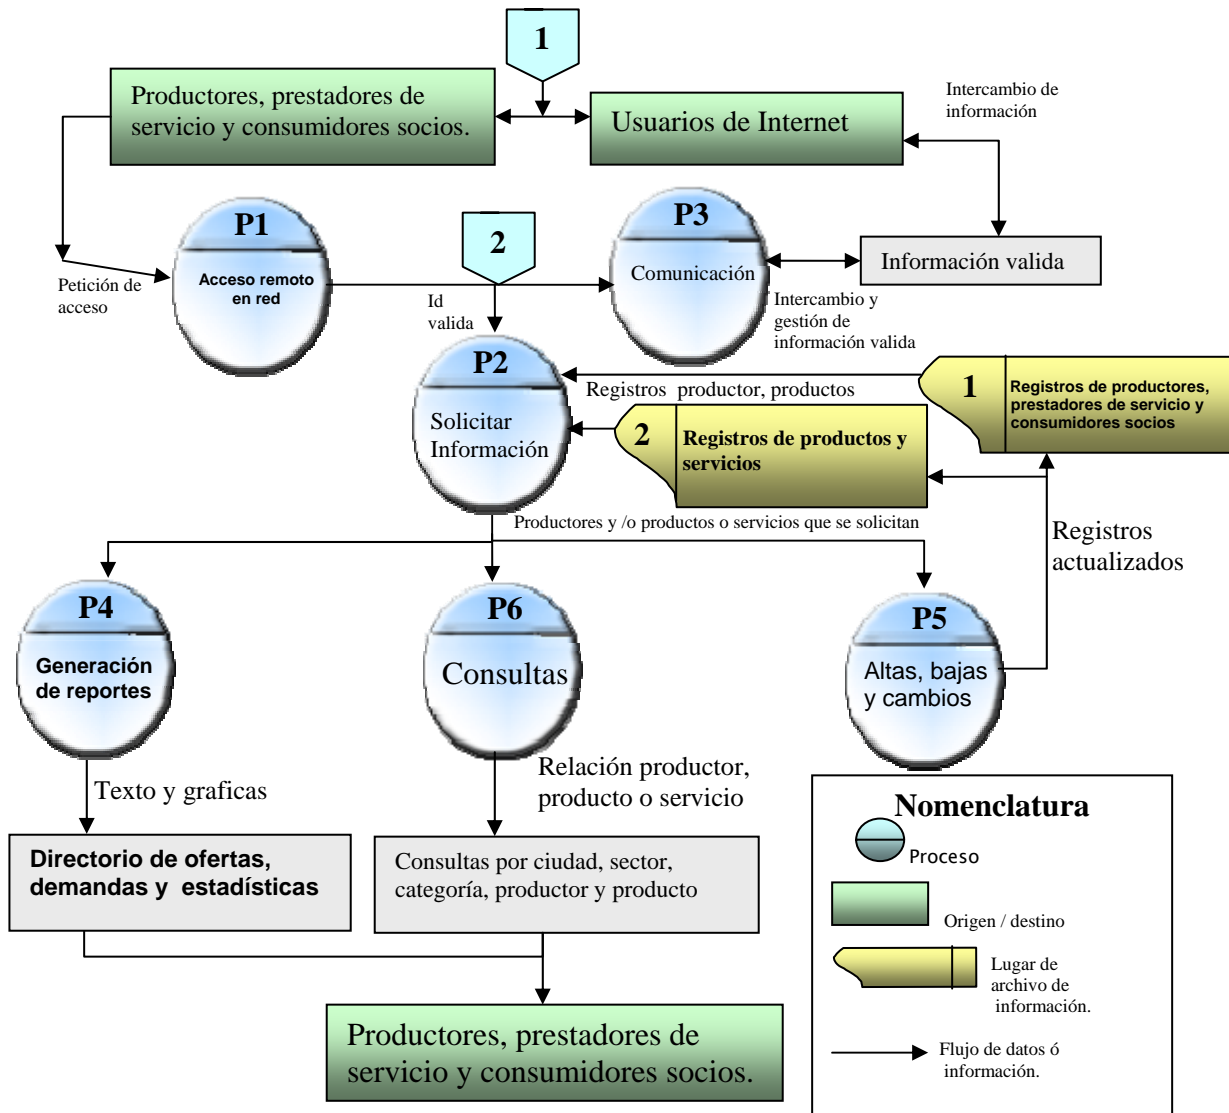 1
Productores, prestadores de
servicio y consumidores socios.
Usuarios de Internet
Intercambio de
información
P1
Acceso remoto
en red
Petición de
acceso
2
Id
valida
P3
Comunicación
Información valida
Intercambio y
gestión de
información valida
P2
Solicitar
Información
Registros productor, productos
1
Registros de productores,
prestadores de servicio y
consumidores socios
2
Registros de productos y
servicios
Productores y /o productos o servicios que se solicitan
Registros
actualizados
P4
Generación
de reportes
P6
Consultas
P5
Altas, bajas
y cambios
Texto y graficas
Relación productor,
producto o servicio
Directorio de ofertas,
demandas y estadísticas
Consultas por ciudad, sector,
categoría, productor y producto
Productores, prestadores de
servicio y consumidores socios.
Nomenclatura
Proceso
Origen / destino
Lugar de
archivo de
información.
Flujo de datos ó
información.